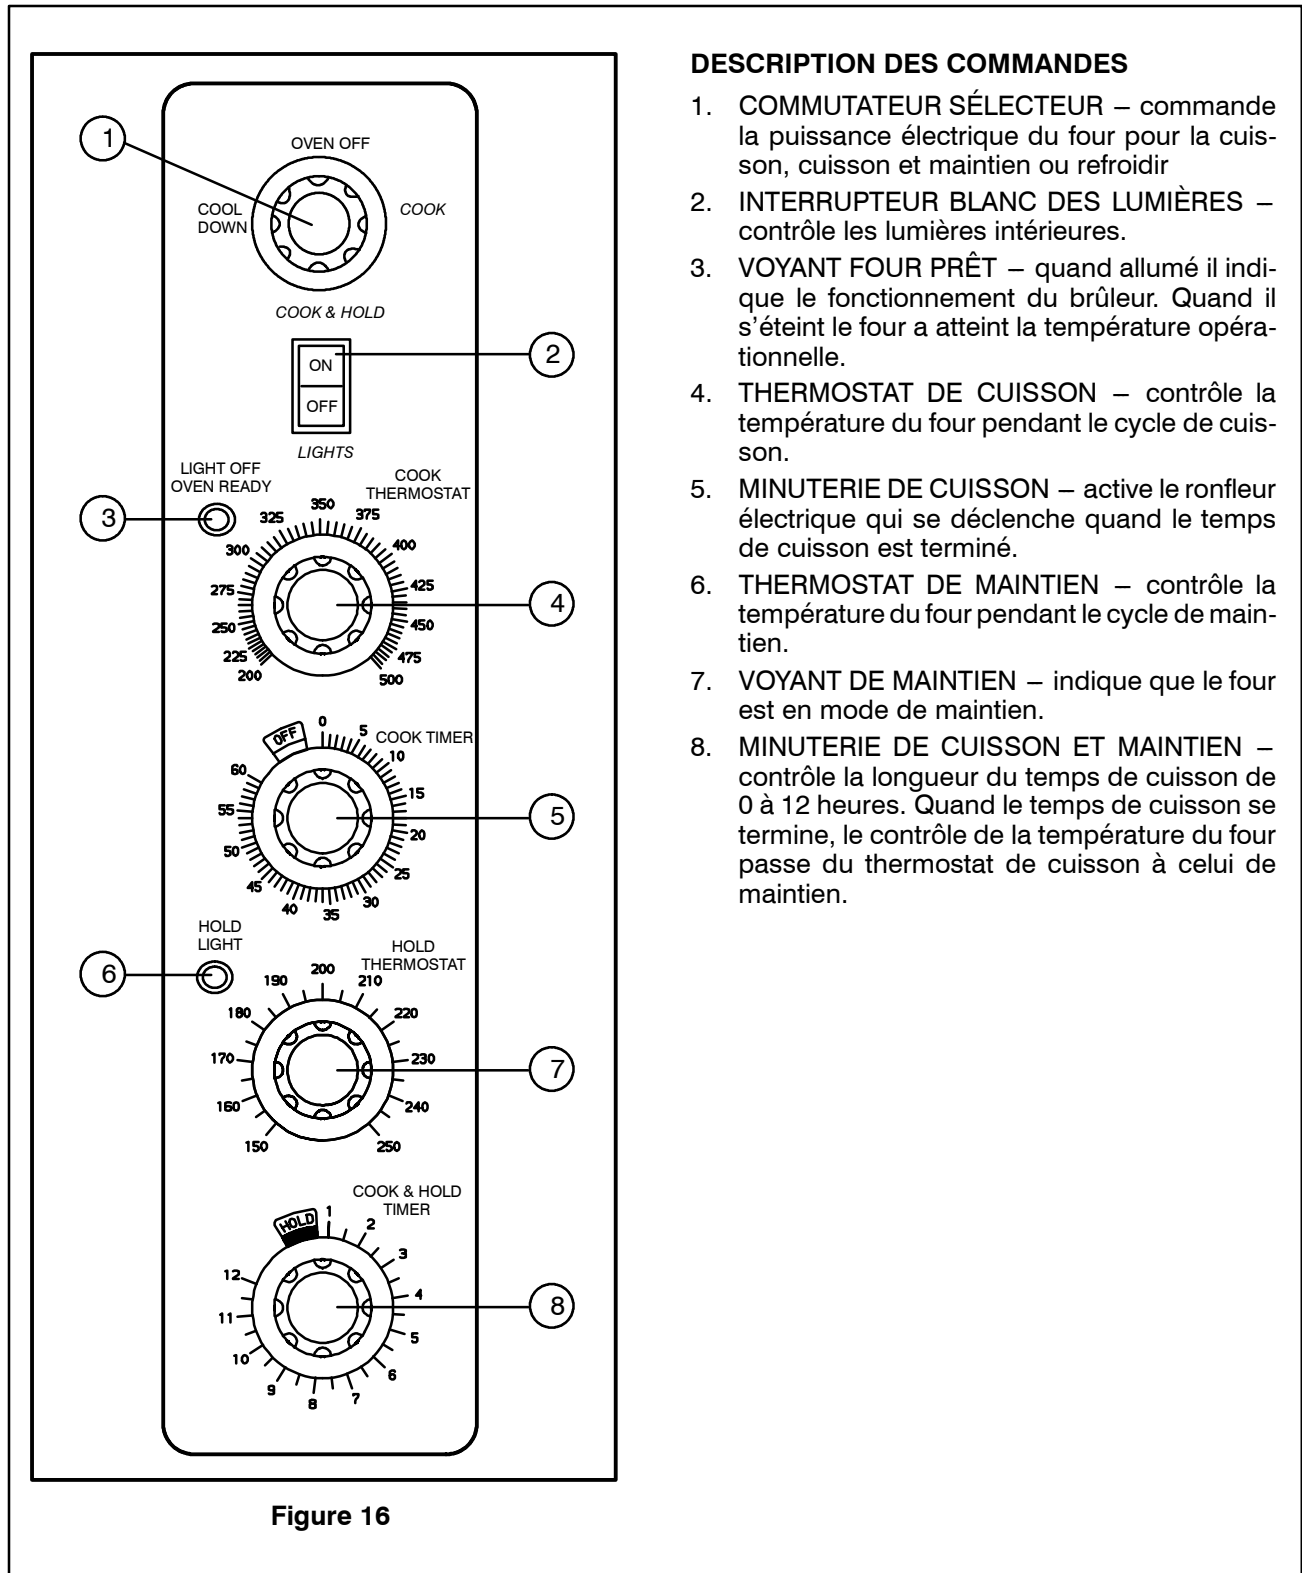 1
OVEN OFF
COOL
DOWN
COOK
COOK & HOLD
2
ON
OFF
LIGHTS
LIGHT OFF
OVEN READY
3
COOK
THERMOSTAT
200
225
250
275
300
325
350
375
400
425
450
475
500
4
OFF
COOK TIMER
0
5
10
15
20
25
30
35
40
45
50
55
60
5
HOLD
LIGHT
6
HOLD
THERMOSTAT
150
160
170
180
190
200
210
220
230
240
250
7
COOK & HOLD
TIMER
HOLD
1
2
3
4
5
6
7
8
9
10
11
12
8
Figure 16
DESCRIPTION DES COMMANDES
1. COMMUTATEUR SÉLECTEUR – commande
la puissance électrique du four pour la cuis-
son, cuisson et maintien ou refroidir
2. INTERRUPTEUR BLANC DES LUMIÈRES –
contrôle les lumières intérieures.
3. VOYANT FOUR PRÊT – quand allumé il indi-
que le fonctionnement du brûleur. Quand il
s’éteint le four a atteint la température opéra-
tionnelle.
4. THERMOSTAT DE CUISSON – contrôle la
température du four pendant le cycle de cuis-
son.
5. MINUTERIE DE CUISSON – active le ronfleur
électrique qui se déclenche quand le temps
de cuisson est terminé.
6. THERMOSTAT DE MAINTIEN – contrôle la
température du four pendant le cycle de main-
tien.
7. VOYANT DE MAINTIEN – indique que le four
est en mode de maintien.
8. MINUTERIE DE CUISSON ET MAINTIEN –
contrôle la longueur du temps de cuisson de
0 à 12 heures. Quand le temps de cuisson se
termine, le contrôle de la température du four
passe du thermostat de cuisson à celui de
maintien.